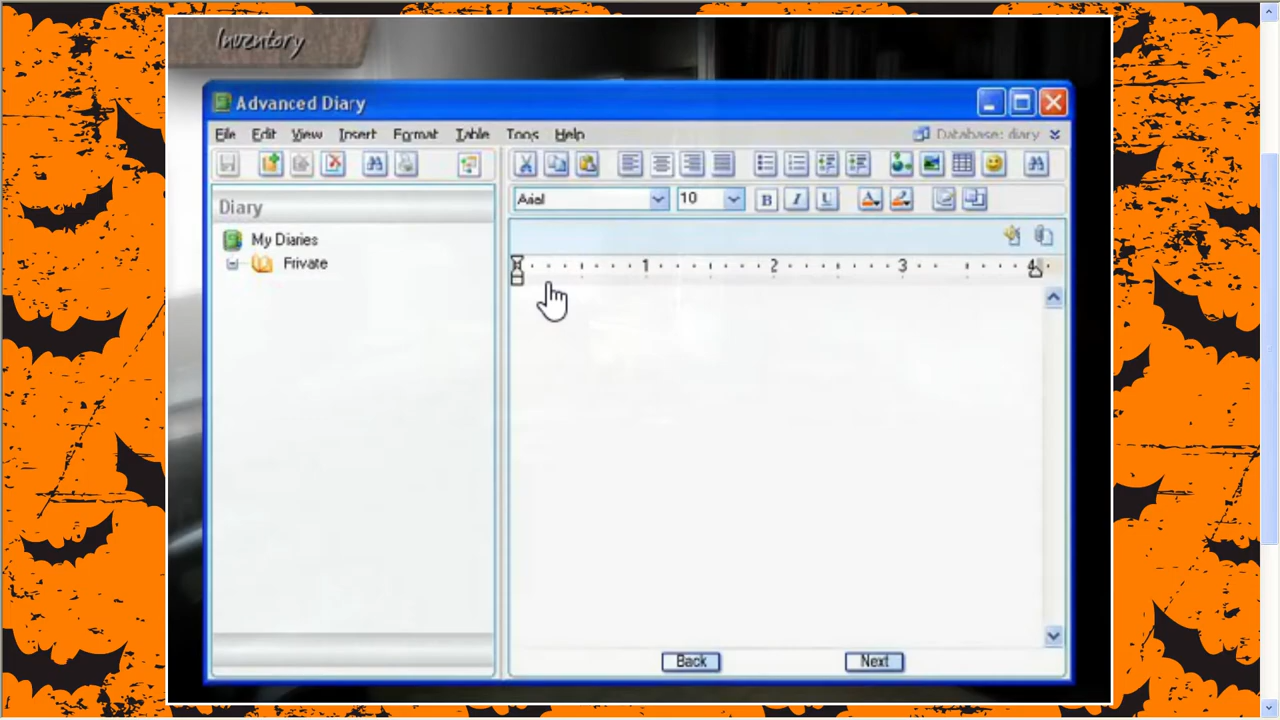 Inventory
Advanced Diary
File Edit View Insert Format Table Tools Help Database: diary
Arial 10 B I U
Diary
My Diaries
Private
1 2 3 4
Back Next